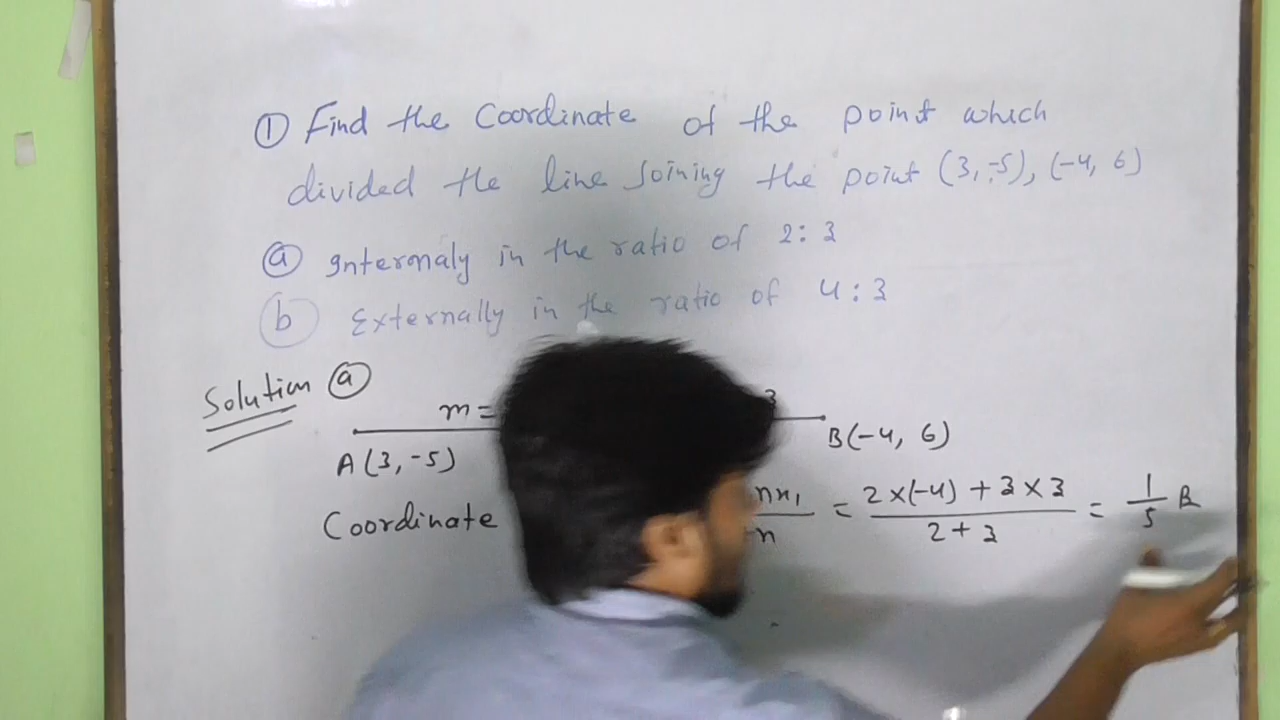 ① Find the Coordinate of the point which
divided the line Joining the point (3,-5), (-4, 6)
ⓐ Internaly in the ratio of 2:3
ⓑ Externally in the ratio of 4:3
Solution ⓐ
m= 3
A(3,-5) B(-4, 6)
Coordinate nx₁/n = 2×(-4)+3×3/2+3 = 1/5